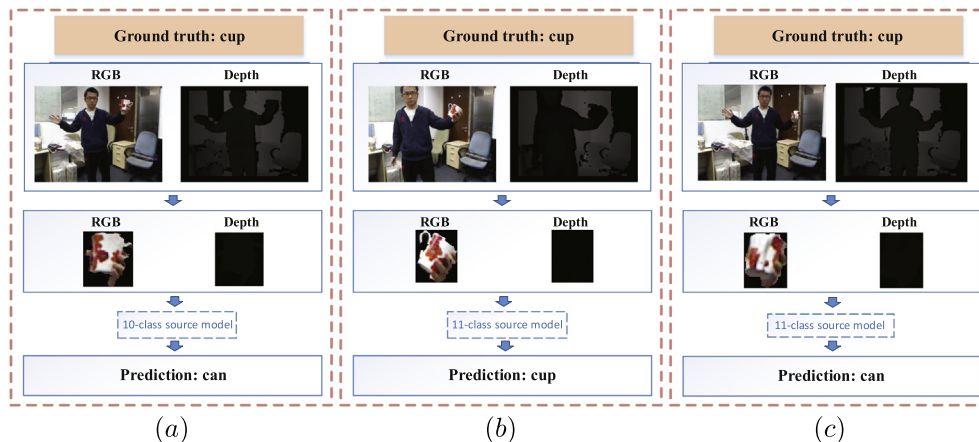 Ground truth: cup
RGB Depth
RGB Depth
10-class source model
Prediction: can
(a)
Ground truth: cup
RGB Depth
RGB Depth
11-class source model
Prediction: cup
(b)
Ground truth: cup
RGB Depth
RGB Depth
11-class source model
Prediction: can
(c)